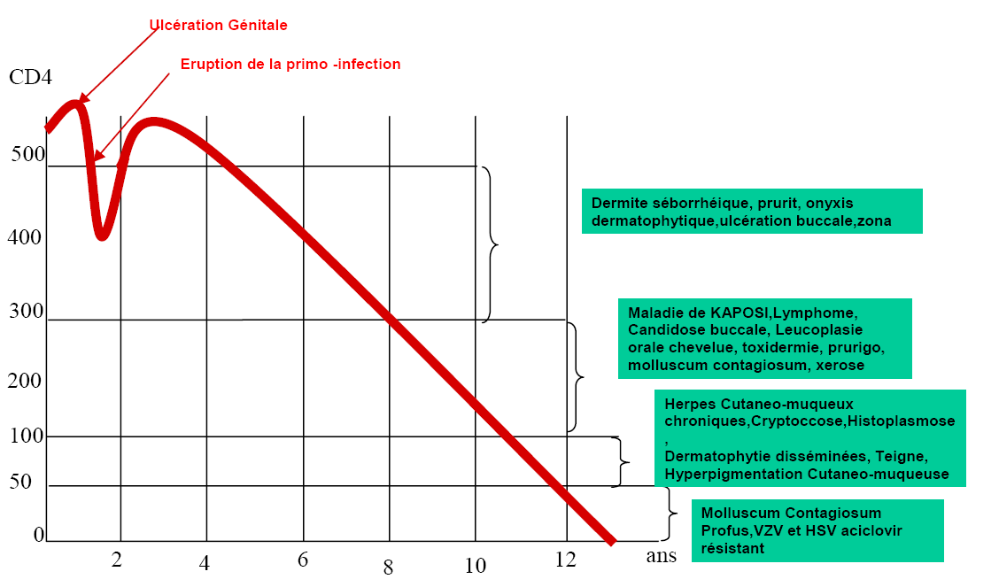 Ulcération Génitale
Eruption de la primo -infection
CD4
500
400
300
200
100
50
0
2
4
6
8
10
12
ans
Dermite séborrhéique, prurit, onyxis
dermatophytique,ulcération buccale,zona
Maladie de KAPOSI,Lymphome,
Candidose buccale, Leucoplasie
orale chevelue, toxidermie, prurigo,
molluscum contagiosum, xerose
Herpes Cutaneo-muqueux
chroniques,Cryptoccose,Histoplasmose
,
Dermatophytie disséminées, Teigne,
Hyperpigmentation Cutaneo-muqueuse
Molluscum Contagiosum
Profus,VZV et HSV aciclovir
résistant